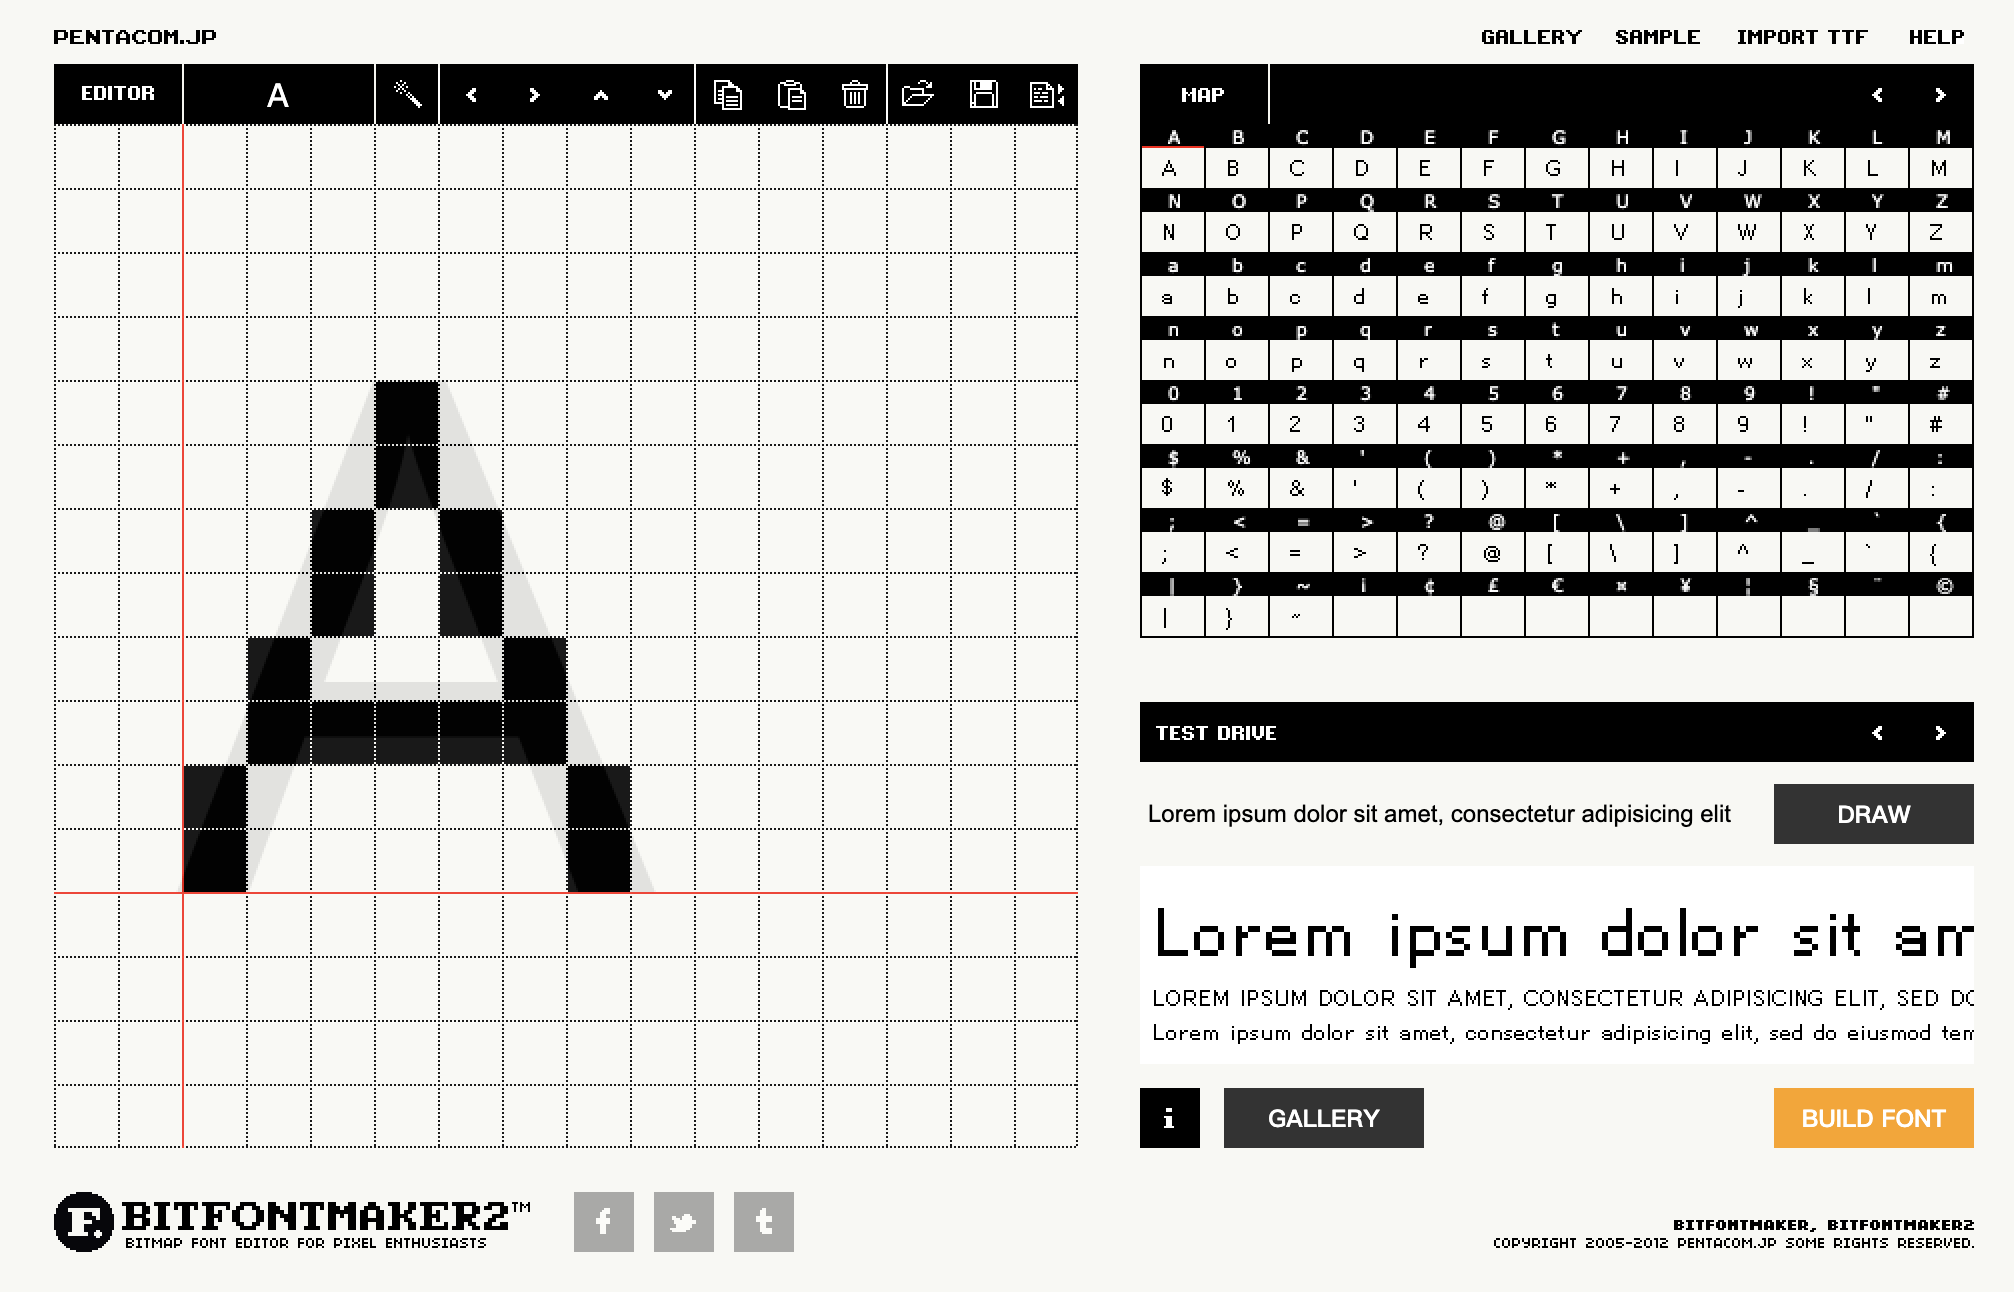 PENTACOM.JP
GALLERY SAMPLE IMPORT TTF HELP
EDITOR A
MAP
A B C D E F G H I J K L M
A B C D E F G H I J K L M
N O P Q R S T U V W X Y Z
N O P Q R S T U V W X Y Z
a b c d e f g h i j k l m
a b c d e f g h i j k l m
n o p q r s t u v w x y z
n o p q r s t u v w x y z
0 1 2 3 4 5 6 7 8 9 ! " #
0 1 2 3 4 5 6 7 8 9 ! " #
$ % & ' ( ) * + , - . / :
$ % & ' ( ) * + , - . / :
; < = > ? @ [ \ ] ^ _ ` {
; < = > ? @ [ \ ] ^ _ ` {
| } ~ ¡ ¢ £ € ¤ ¥ ¦ § ¨ ©
| } ~
TEST DRIVE
Lorem ipsum dolor sit amet, consectetur adipisicing elit
DRAW
Lorem ipsum dolor sit am
LOREM IPSUM DOLOR SIT AMET, CONSECTETUR ADIPISICING ELIT, SED DO
Lorem ipsum dolor sit amet, consectetur adipisicing elit, sed do eiusmod tem
i GALLERY BUILD FONT
F. BITFONTMAKER2™
BITMAP FONT EDITOR FOR PIXEL ENTHUSIASTS
f t
BITFONTMAKER, BITFONTMAKER2
COPYRIGHT 2005-2012 PENTACOM.JP SOME RIGHTS RESERVED.